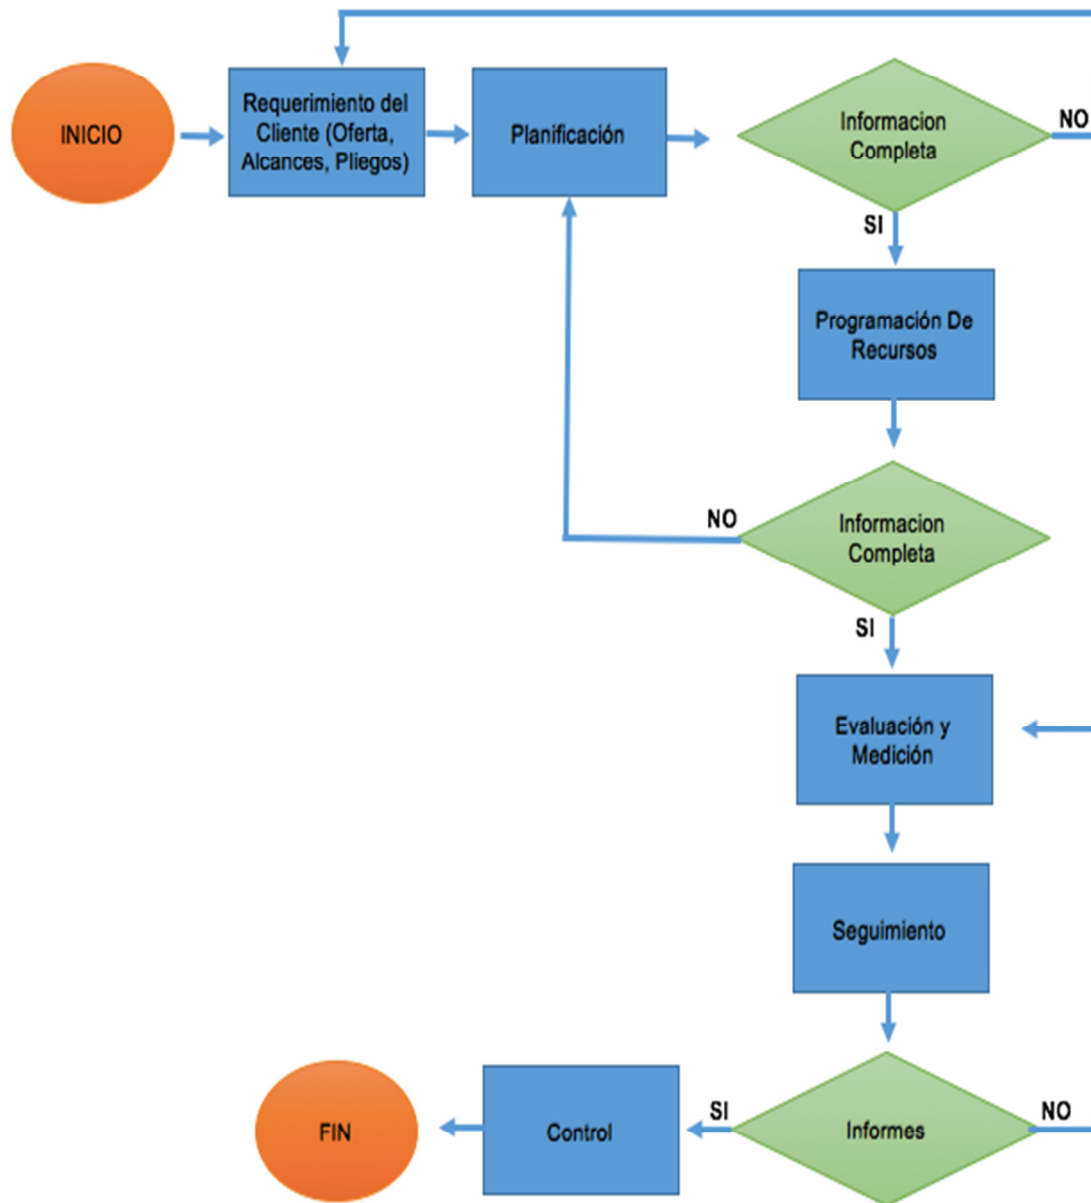 INICIO
Requerimiento del
Cliente (Oferta,
Alcances, Pliegos)
Planificación
Informacion
Completa
NO
SI
Programación De
Recursos
NO
Informacion
Completa
SI
Evaluación y
Medición
Seguimiento
FIN
Control
SI
Informes
NO